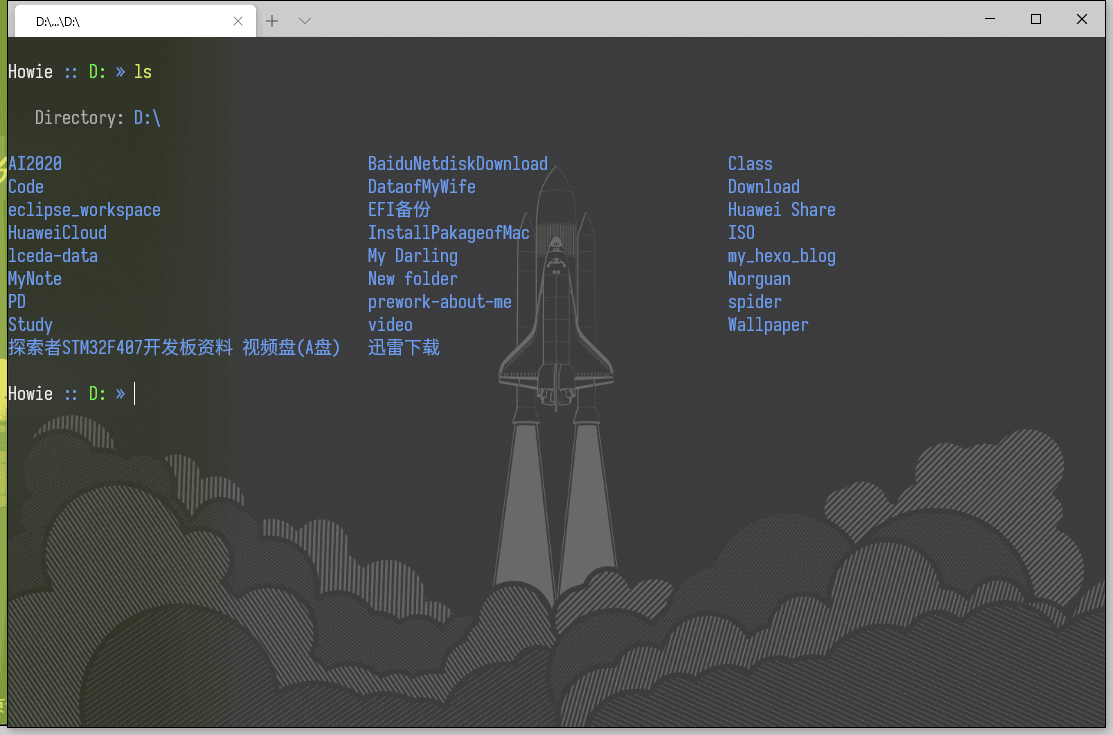 D:\...\D:\
Howie :: D: » ls
Directory: D:\
AI2020 BaiduNetdiskDownload Class
Code DataofMyWife Download
eclipse_workspace EFI备份 Huawei Share
HuaweiCloud InstallPakageofMac ISO
lceda-data My Darling my_hexo_blog
MyNote New folder Norguan
PD prework-about-me spider
Study video Wallpaper
探索者STM32F407开发板资料 视频盘(A盘) 迅雷下载
Howie :: D: »